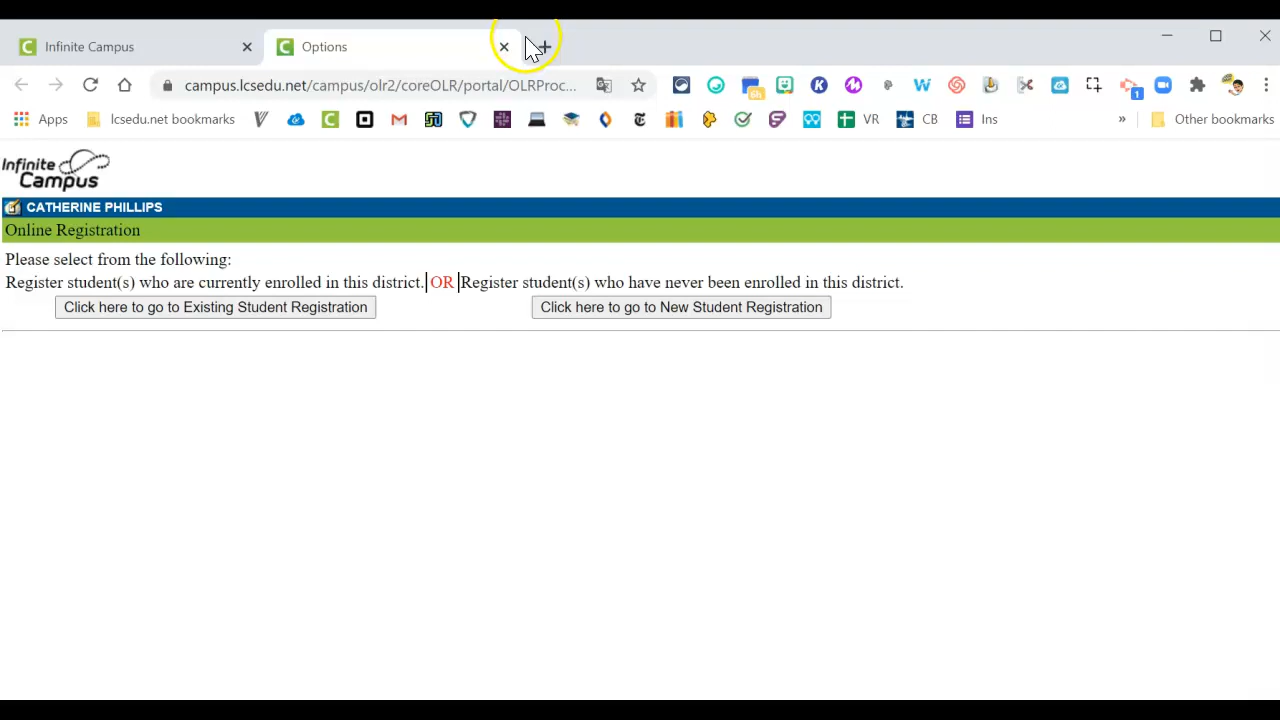 Infinite Campus
Options
campus.lcsedu.net/campus/olr2/coreOLR/portal/OLRProc...
6h
1
Apps
lcsedu.net bookmarks
VR
CB
Ins
»
Other bookmarks
Infinite
Campus
CATHERINE PHILLIPS
Online Registration
Please select from the following:
Register student(s) who are currently enrolled in this district. OR Register student(s) who have never been enrolled in this district.
Click here to go to Existing Student Registration
Click here to go to New Student Registration